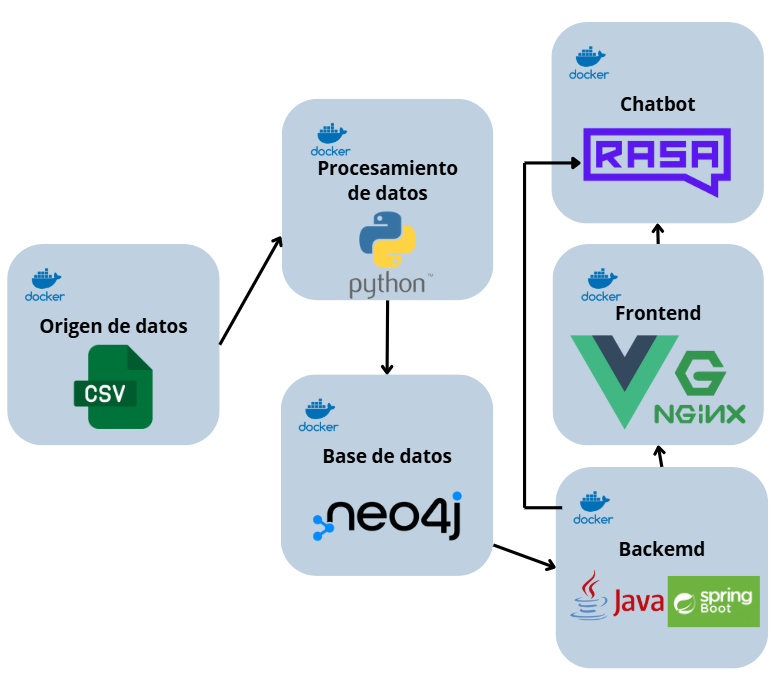 docker
Origen de datos
CSV
docker
Procesamiento
de datos
python™
docker
Base de datos
neo4j
docker
Chatbot
RASA
docker
Frontend
G
NGiNX
docker
Backemd
Java
spring
Boot